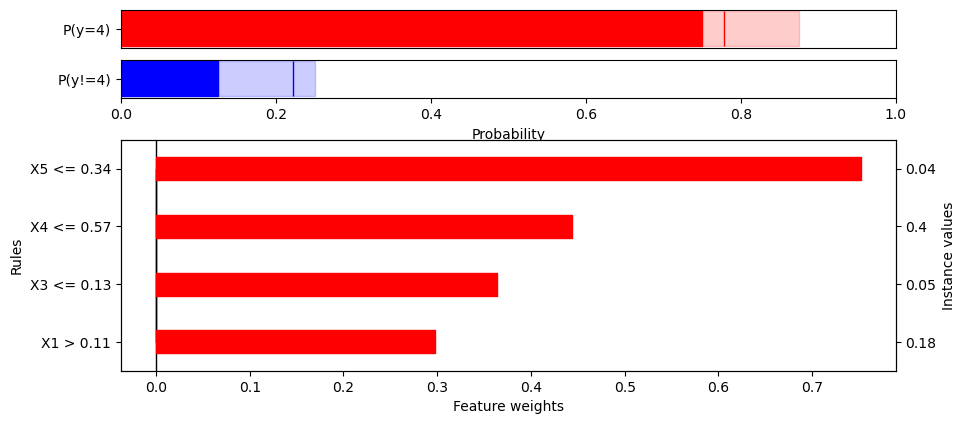 P(y=4)
P(y!=4)
0.0 0.2 0.4 0.6 0.8 1.0
Probability
Rules
X5 <= 0.34 0.04
X4 <= 0.57 0.4
X3 <= 0.13 0.05
X1 > 0.11 0.18
Instance values
0.0 0.1 0.2 0.3 0.4 0.5 0.6 0.7
Feature weights